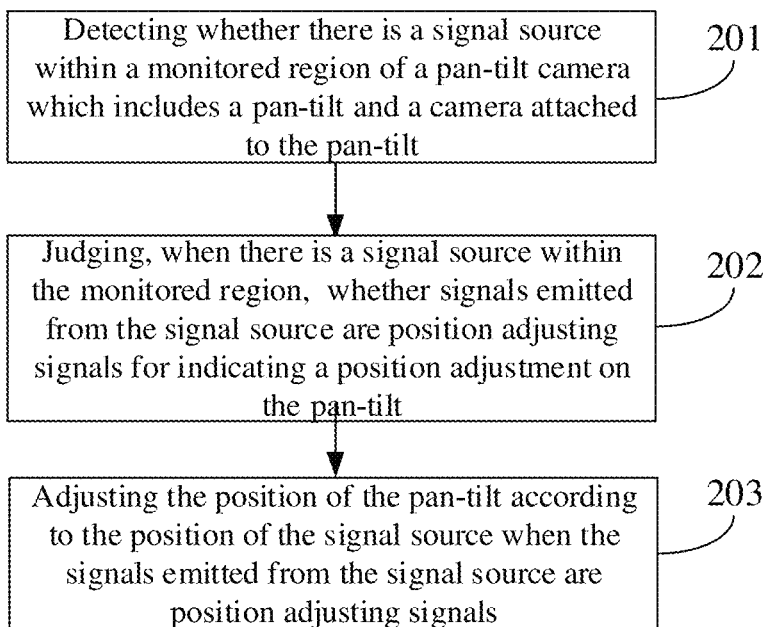 Detecting whether there is a signal source
within a monitored region of a pan-tilt camera
which includes a pan-tilt and a camera attached
to the pan-tilt
201
Judging, when there is a signal source within
the monitored region, whether signals emitted
from the signal source are position adjusting
signals for indicating a position adjustment on
the pan-tilt
202
Adjusting the position of the pan-tilt according
to the position of the signal source when the
signals emitted from the signal source are
position adjusting signals
203